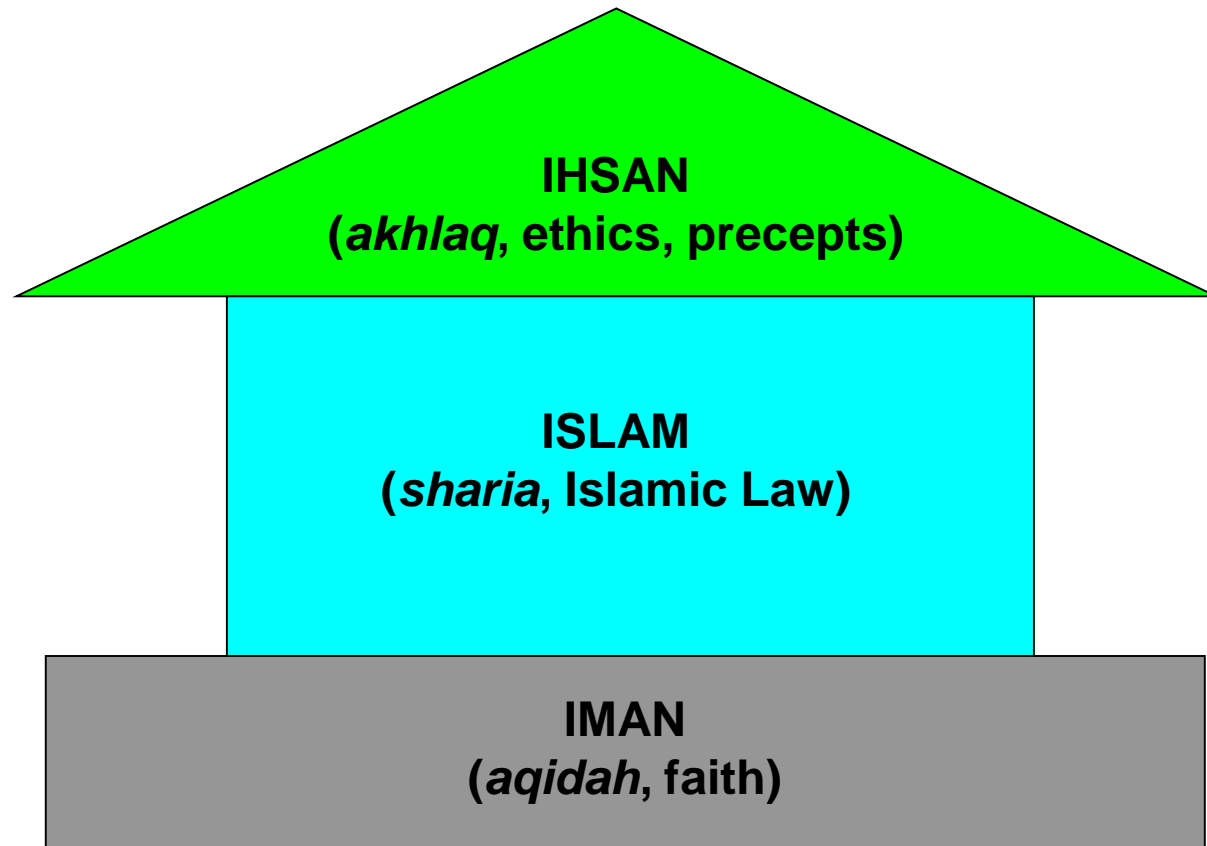 IHSAN
(akhlaq, ethics, precepts)
ISLAM
(sharia, Islamic Law)
IMAN
(aqidah, faith)